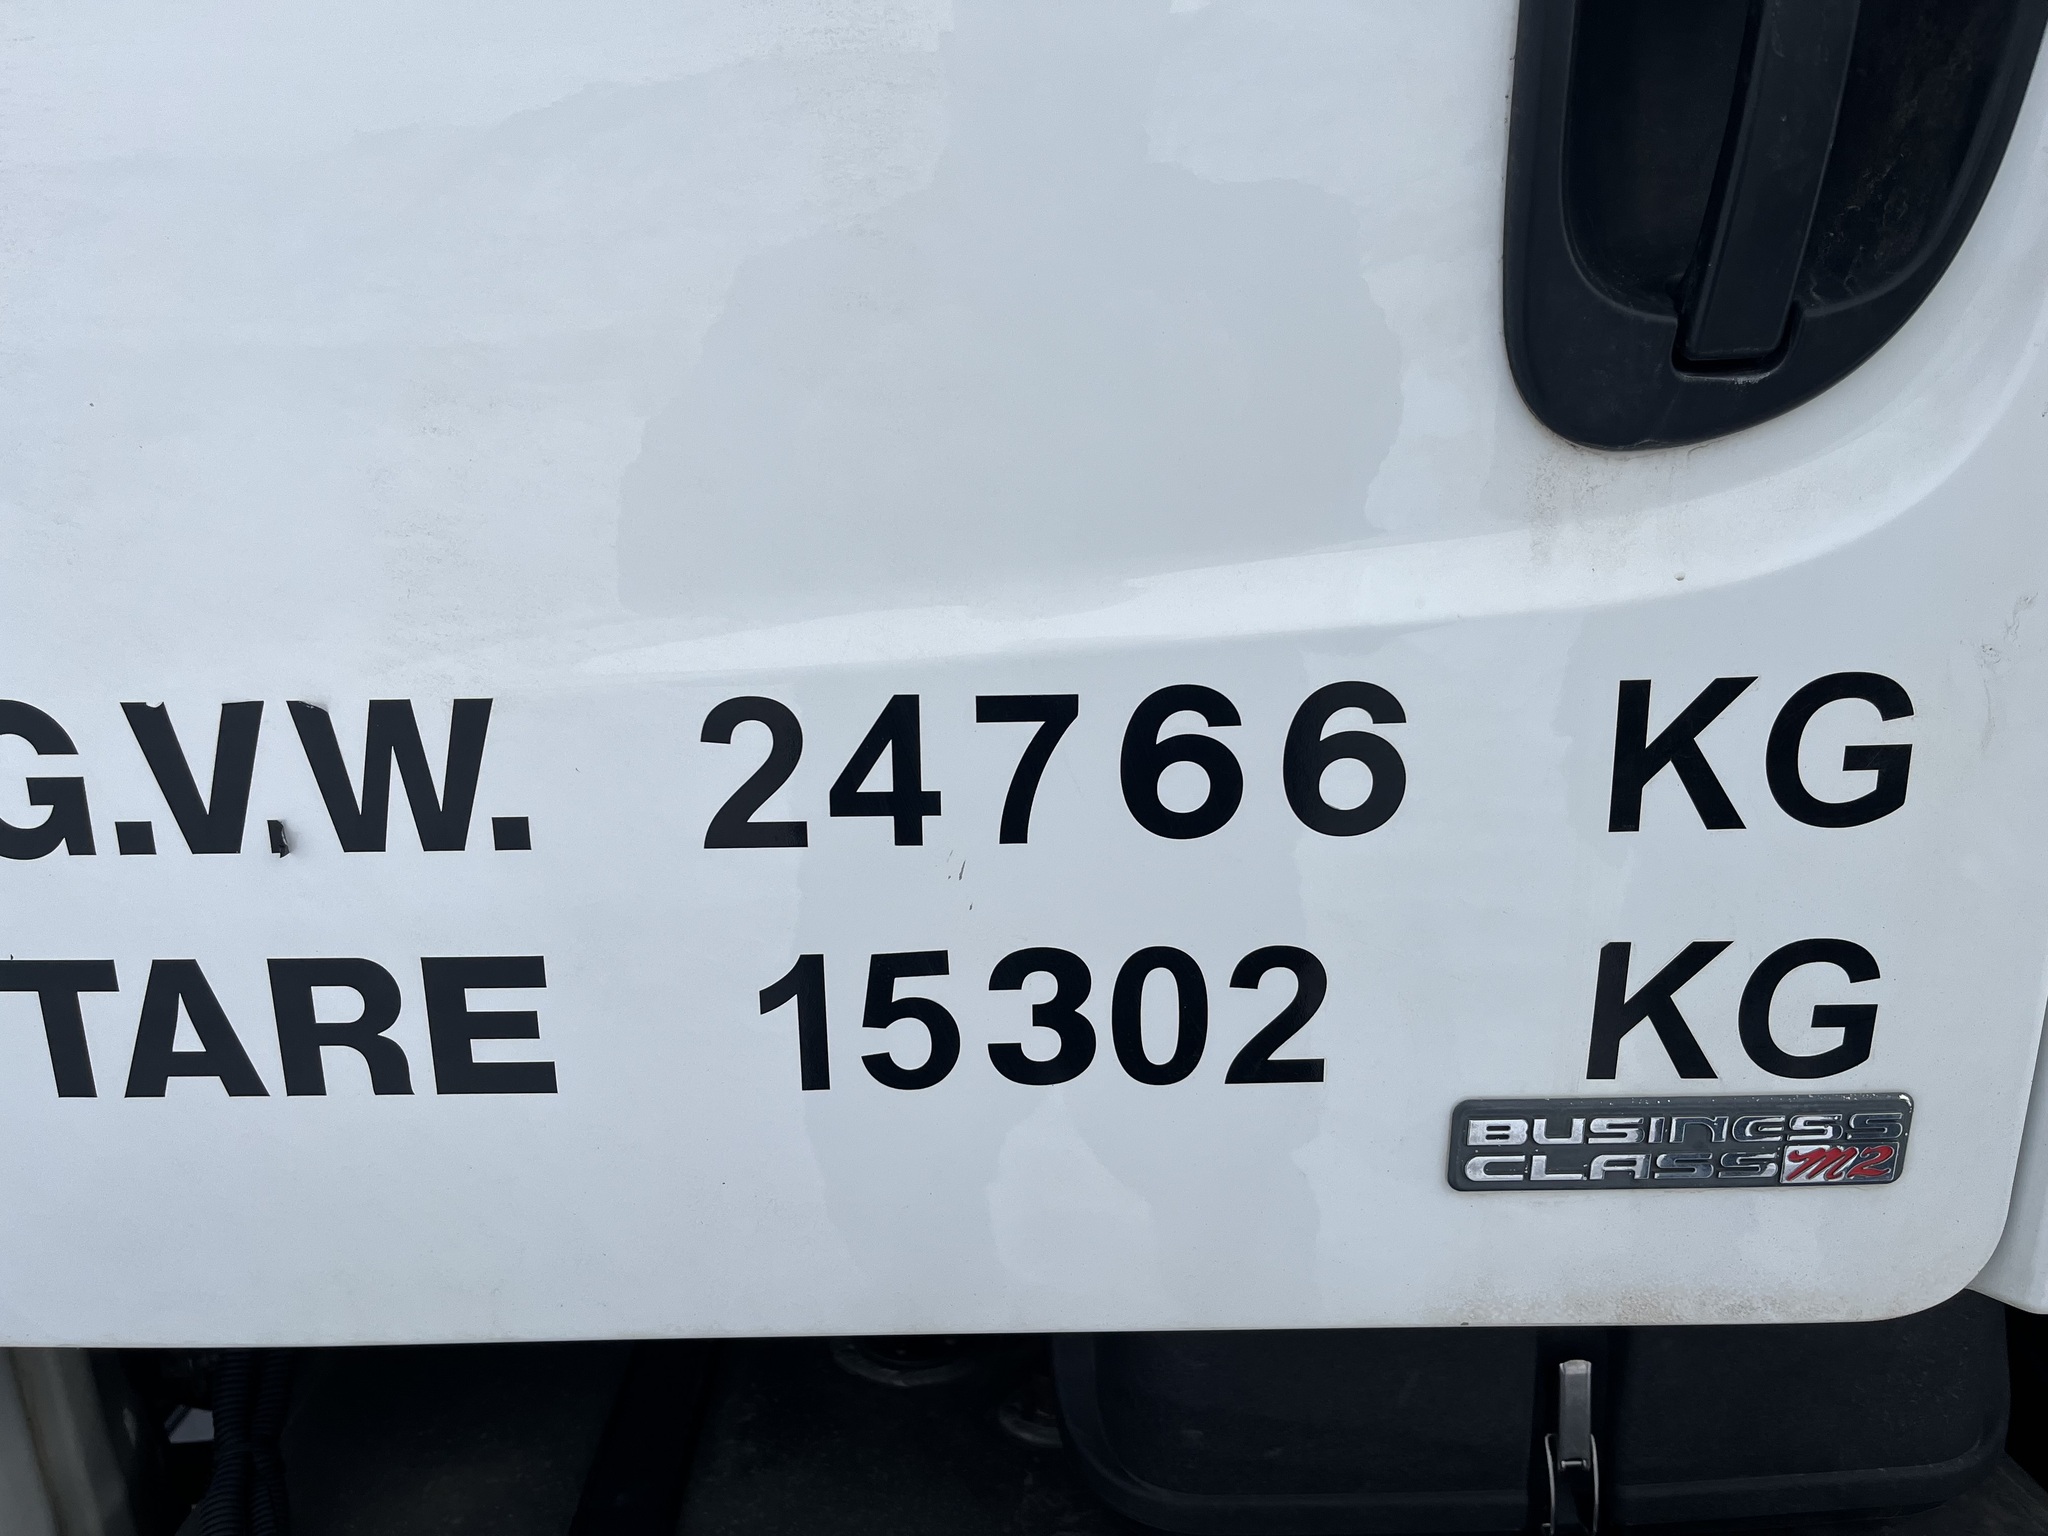 G.V.W. 24766 KG
TARE 15302 KG
BUSINESS
CLASS M2